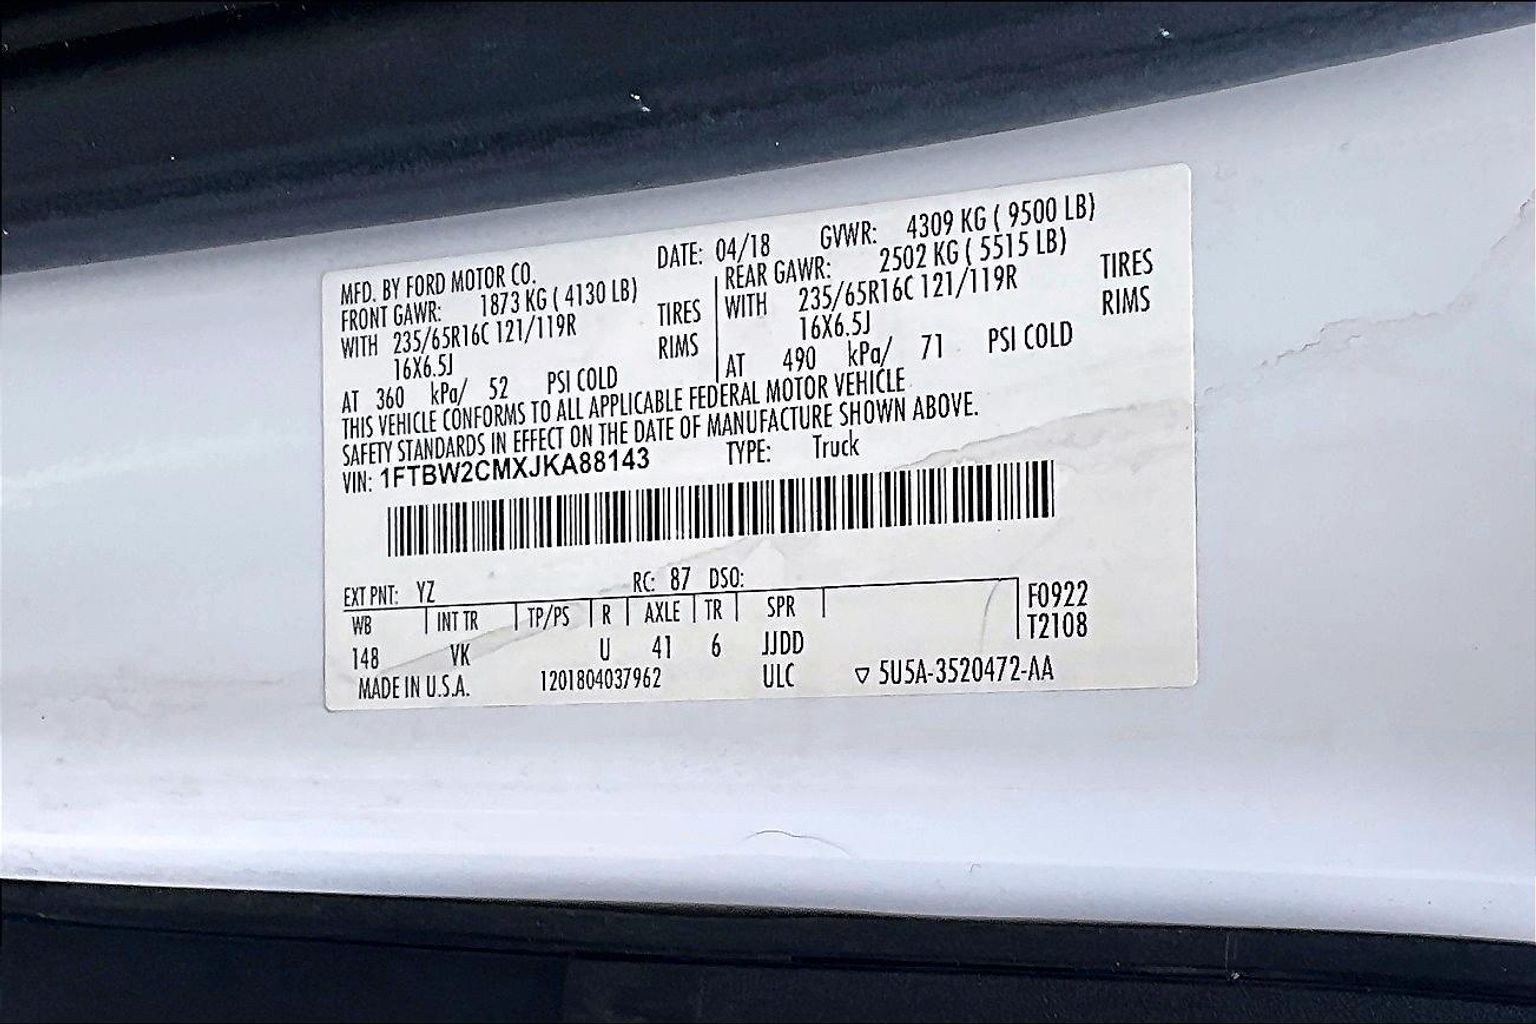 MFD. BY FORD MOTOR CO. DATE: 04/18 GVWR: 4309 KG ( 9500 LB)
FRONT GAWR: 1873 KG ( 4130 LB) REAR GAWR: 2502 KG ( 5515 LB)
WITH 235/65R16C 121/119R TIRES WITH 235/65R16C 121/119R TIRES
16X6.5J RIMS 16X6.5J RIMS
AT 360 kPa/ 52 PSI COLD AT 490 kPa/ 71 PSI COLD
THIS VEHICLE CONFORMS TO ALL APPLICABLE FEDERAL MOTOR VEHICLE
SAFETY STANDARDS IN EFFECT ON THE DATE OF MANUFACTURE SHOWN ABOVE.
VIN: 1FTBW2CMXJKA88143 TYPE: Truck
EXT PNT: YZ RC: 87 DSO:
WB INT TR TP/PS R AXLE TR SPR F0922
T2108
148 VK U 41 6 JJDD
MADE IN U.S.A. 1201804037962 ULC ▽ 5U5A-3520472-AA